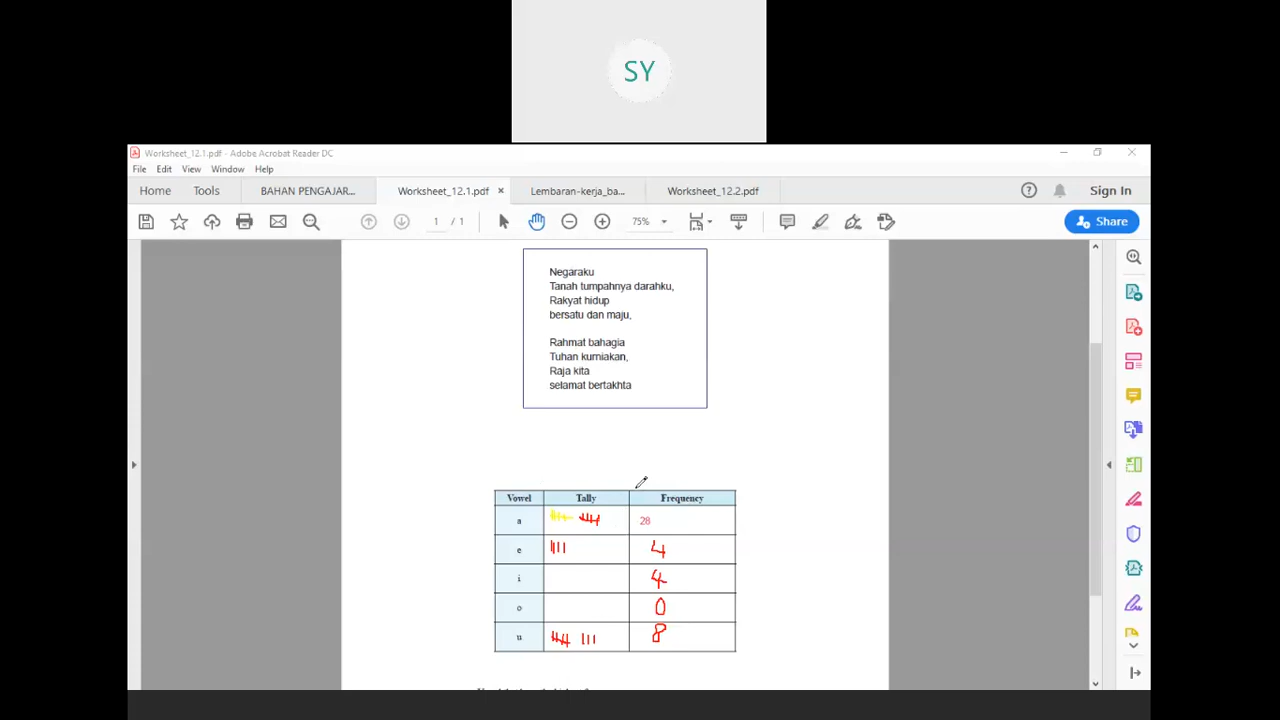 SY
Worksheet_12.1.pdf - Adobe Acrobat Reader DC
File Edit View Window Help
Home Tools BAHAN PENGAJAR... Worksheet_12.1.pdf × Lembaran-kerja_ba... Worksheet_12.2.pdf Sign In
1 / 1 75% Share
Negaraku
Tanah tumpahnya darahku,
Rakyat hidup
bersatu dan maju,
Rahmat bahagia
Tuhan kurniakan,
Raja kita
selamat bertakhta
Vowel Tally Frequency
a 28
e 4
i 4
o 0
u 8